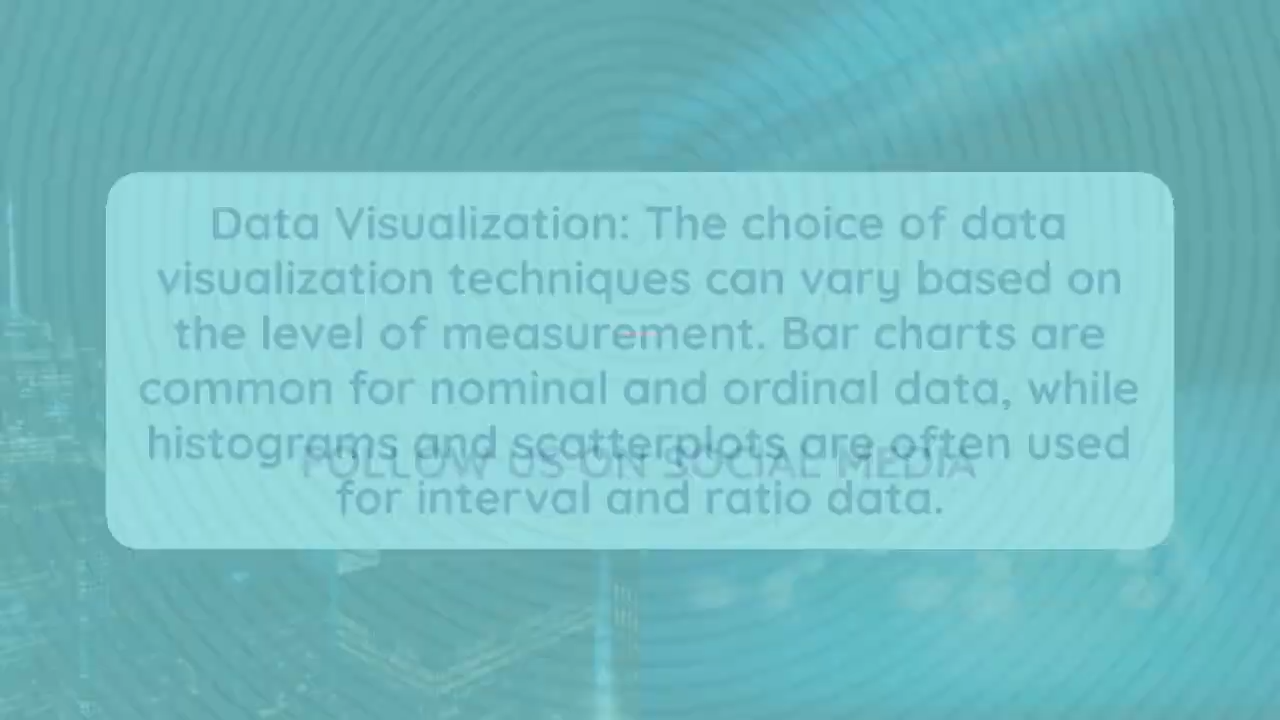 Data Visualization: The choice of data
visualization techniques can vary based on
the level of measurement. Bar charts are
common for nominal and ordinal data, while
histograms and scatterplots are often used
FOLLOW US ON SOCIAL MEDIA
for interval and ratio data.